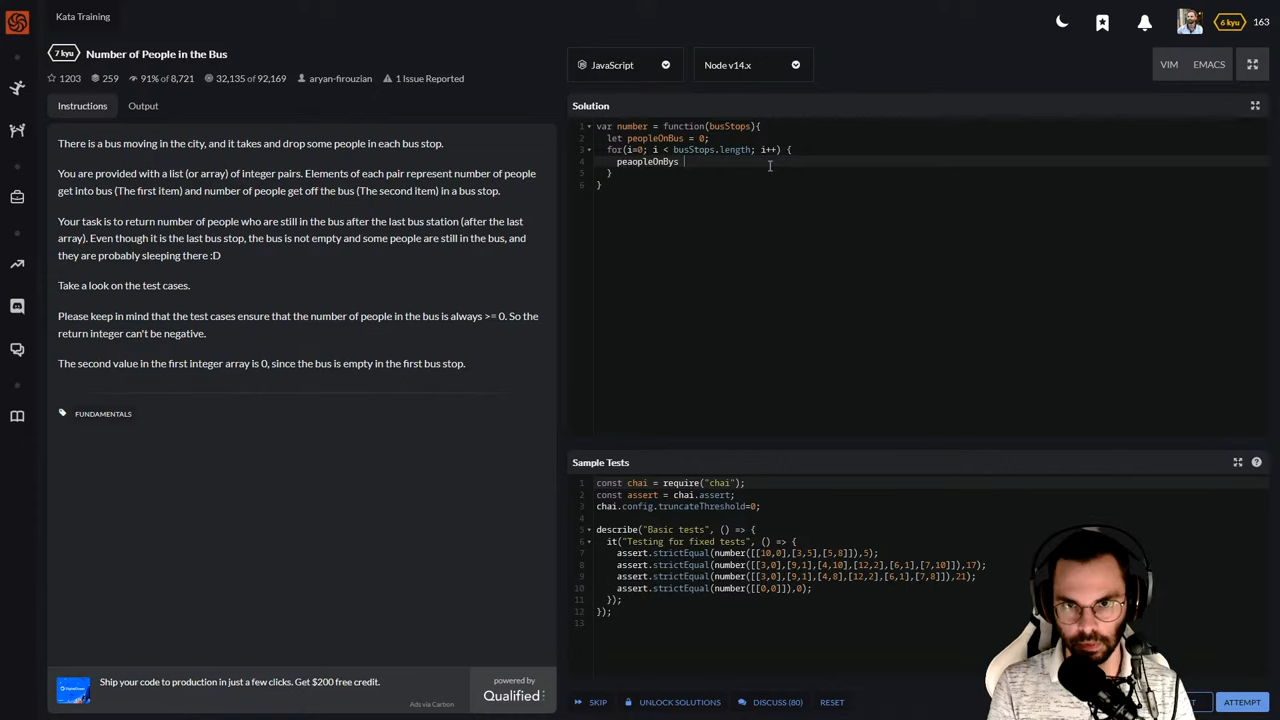 Kata Training
6 kyu
163
7 kyu
Number of People in the Bus
1203
259
91% of 8,721
32,135 of 92,169
aryan-firouzian
1 Issue Reported
JavaScript
Node v14.x
VIM
EMACS
Instructions
Output
There is a bus moving in the city, and it takes and drop some people in each bus stop.
You are provided with a list (or array) of integer pairs. Elements of each pair represent number of people
get into bus (The first item) and number of people get off the bus (The second item) in a bus stop.
Your task is to return number of people who are still in the bus after the last bus station (after the last
array). Even though it is the last bus stop, the bus is not empty and some people are still in the bus, and
they are probably sleeping there :D
Take a look on the test cases.
Please keep in mind that the test cases ensure that the number of people in the bus is always >= 0. So the
return integer can't be negative.
The second value in the first integer array is 0, since the bus is empty in the first bus stop.
FUNDAMENTALS
Ship your code to production in just a few clicks. Get $200 free credit.
DigitalOcean
Ads via Carbon
powered by
Qualified
Solution
1 var number = function(busStops){
2 let peopleOnBus = 0;
3 for(i=0; i < busStops.length; i++) {
4 peaopleOnBys
5 }
6 }
Sample Tests
1 const chai = require("chai");
2 const assert = chai.assert;
3 chai.config.truncateThreshold=0;
4
5 describe("Basic tests", () => {
6 it("Testing for fixed tests", () => {
7 assert.strictEqual(number([[10,0],[3,5],[5,8]]),5);
8 assert.strictEqual(number([[3,0],[9,1],[4,10],[12,2],[6,1],[7,10]]),17);
9 assert.strictEqual(number([[3,0],[9,1],[4,8],[12,2],[6,1],[7,8]]),21);
10 assert.strictEqual(number([[0,0]]),0);
11 });
12 });
13
SKIP
UNLOCK SOLUTIONS
DISCUSS (80)
RESET
ATTEMPT